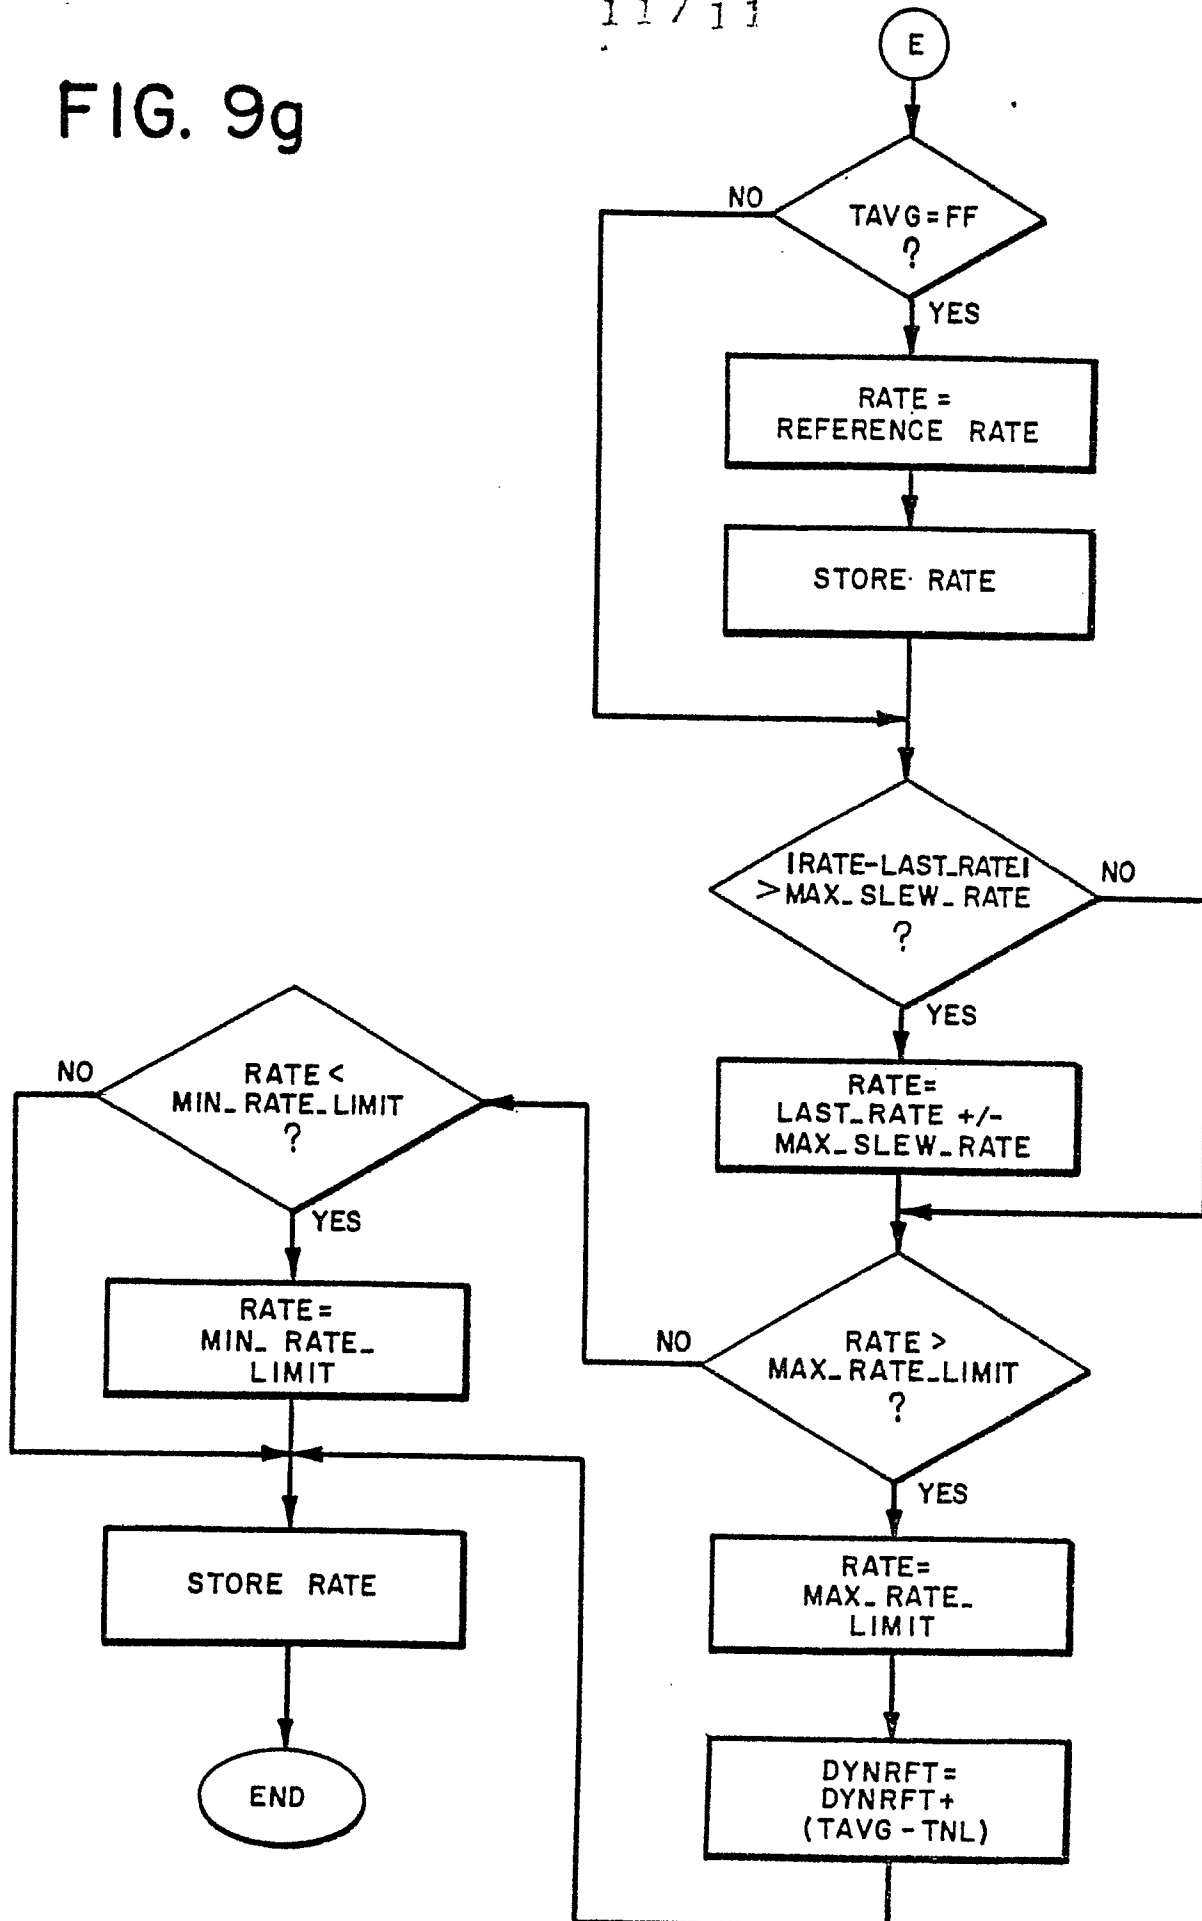 11/11
FIG. 9g
E
TAVG=FF
?
NO
YES
RATE=
REFERENCE RATE
STORE RATE
|RATE-LAST_RATE|
>MAX_SLEW_RATE
?
NO
YES
RATE=
LAST_RATE +/-
MAX_SLEW_RATE
RATE>
MAX_RATE_LIMIT
?
NO
YES
RATE=
MAX_RATE_
LIMIT
DYNRFT=
DYNRFT+
(TAVG-TNL)
RATE<
MIN_RATE_LIMIT
?
NO
YES
RATE=
MIN_RATE_
LIMIT
STORE RATE
END